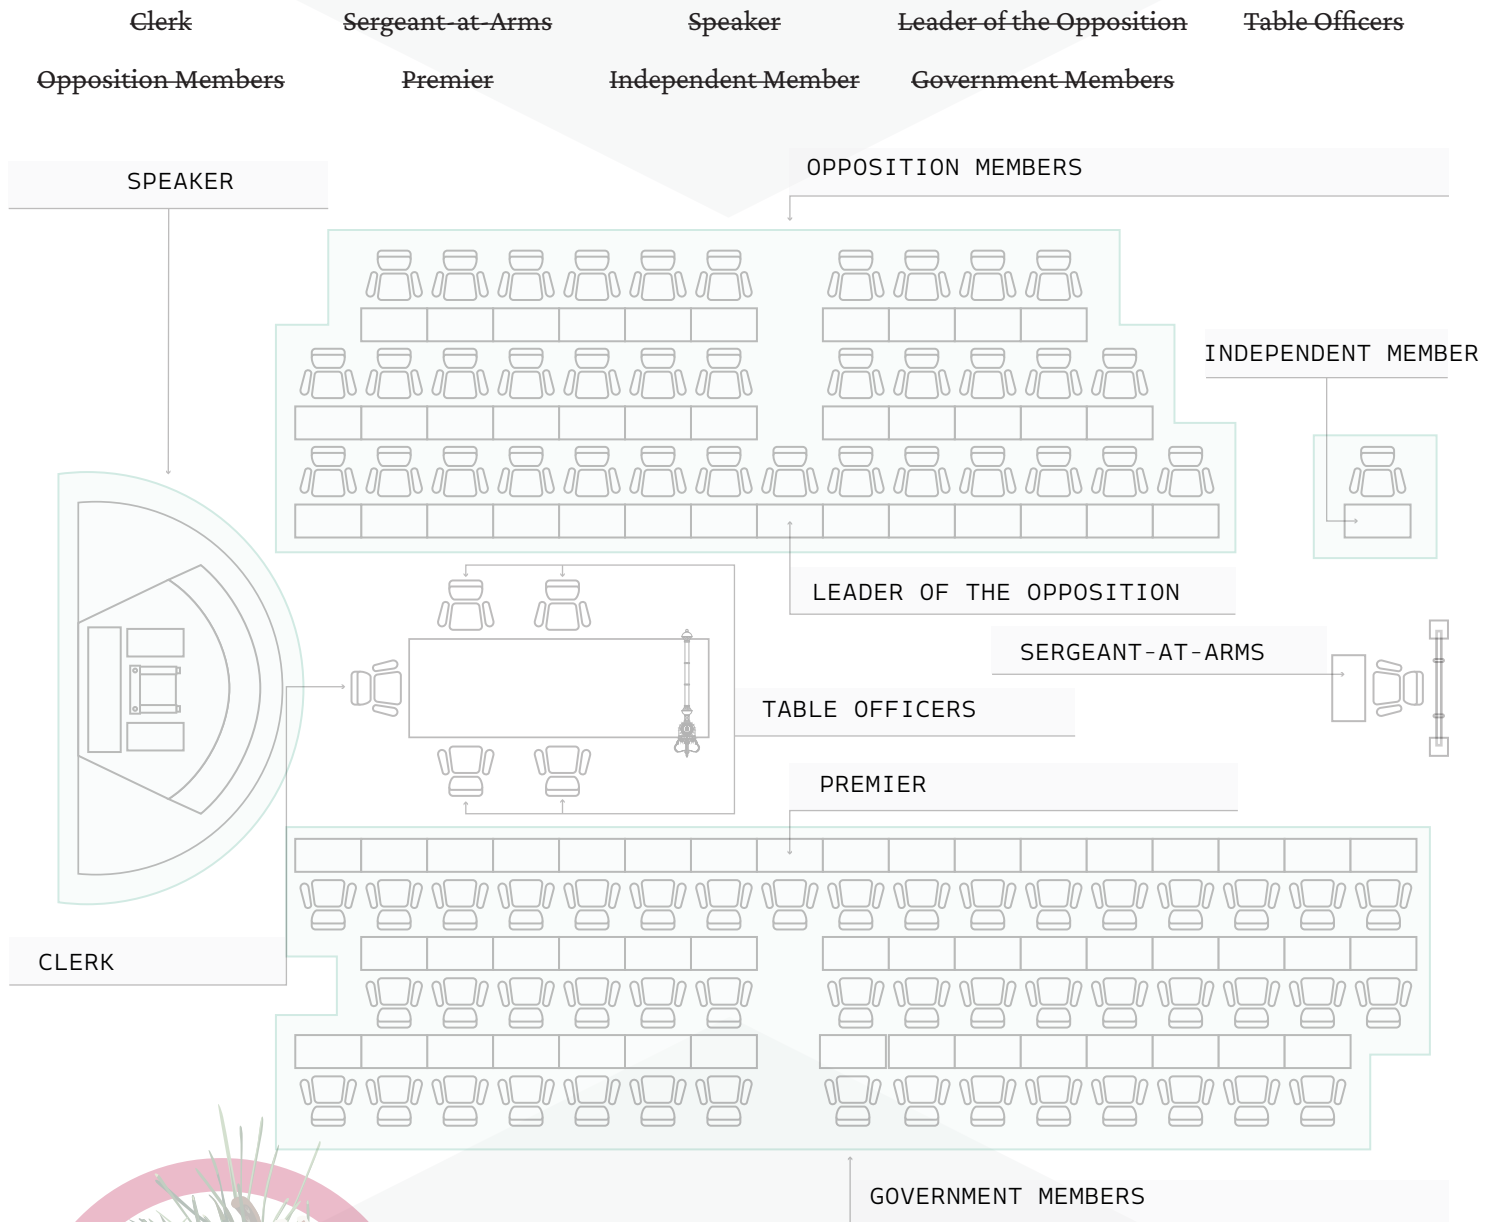 Clerk Sergeant-at-Arms Speaker Leader of the Opposition Table Officers
Opposition Members Premier Independent Member Government Members
OPPOSITION MEMBERS
SPEAKER
INDEPENDENT MEMBER
LEADER OF THE OPPOSITION
SERGEANT-AT-ARMS
TABLE OFFICERS
PREMIER
CLERK
GOVERNMENT MEMBERS